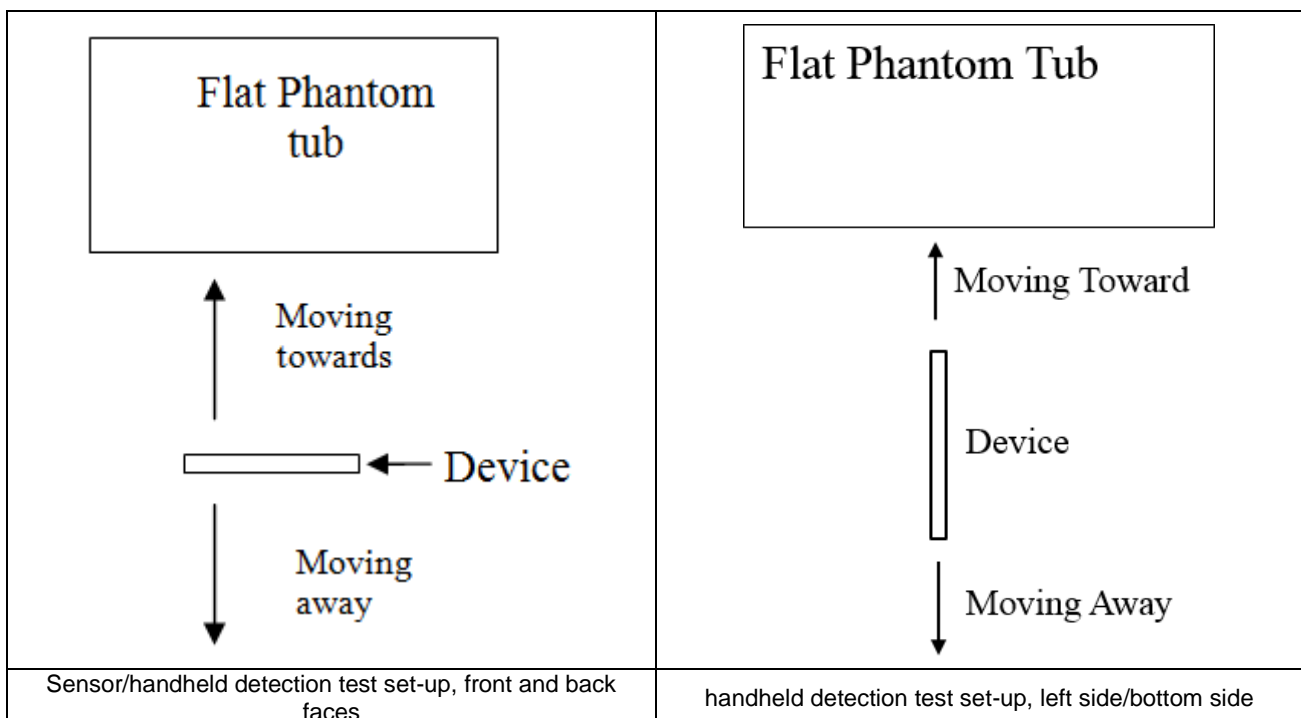 Flat Phantom
tub
Moving
towards
Device
Moving
away
Sensor/handheld detection test set-up, front and back
faces
Flat Phantom Tub
Moving Toward
Device
Moving Away
handheld detection test set-up, left side/bottom side